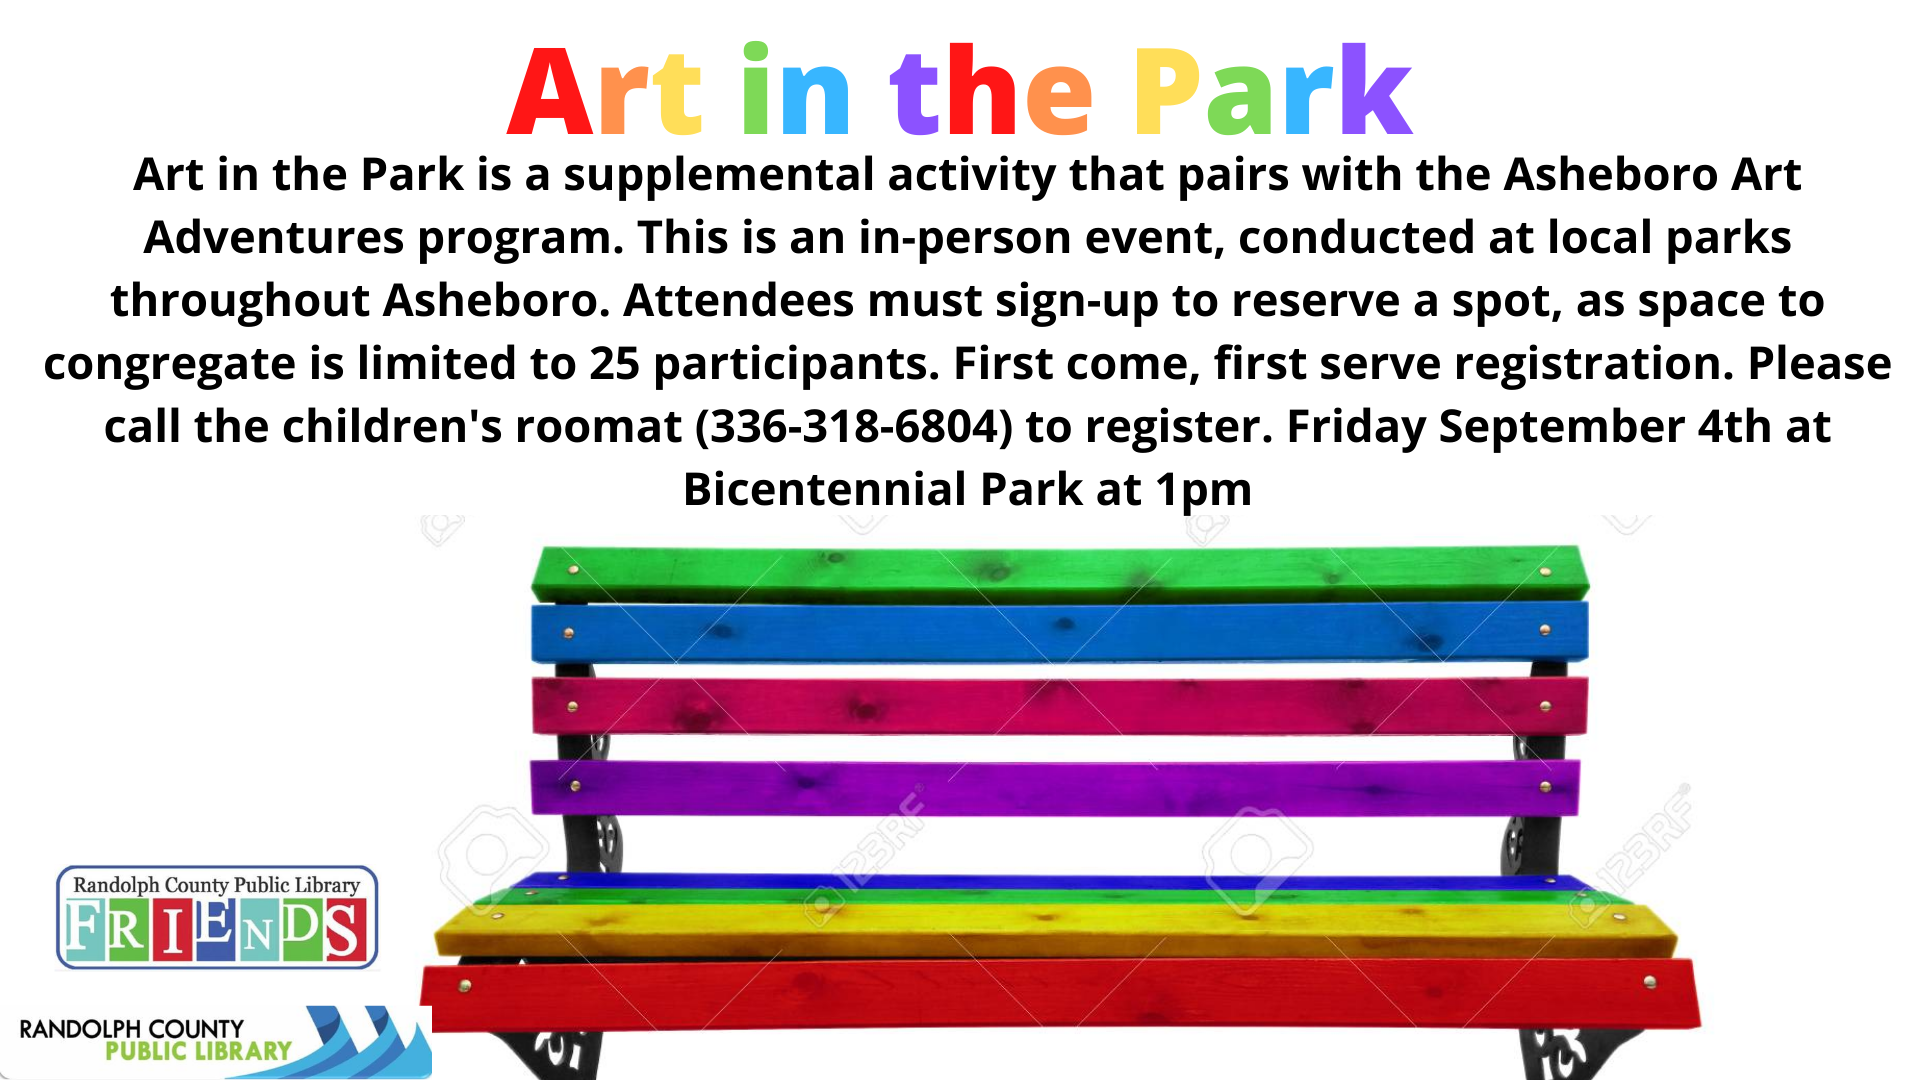 Art in the Park
Art in the Park is a supplemental activity that pairs with the Asheboro Art
Adventures program. This is an in-person event, conducted at local parks
throughout Asheboro. Attendees must sign-up to reserve a spot, as space to
congregate is limited to 25 participants. First come, first serve registration. Please
call the children's roomat (336-318-6804) to register. Friday September 4th at
Bicentennial Park at 1pm
123RF
123RF
Randolph County Public Library
FRIENDS
RANDOLPH COUNTY
PUBLIC LIBRARY